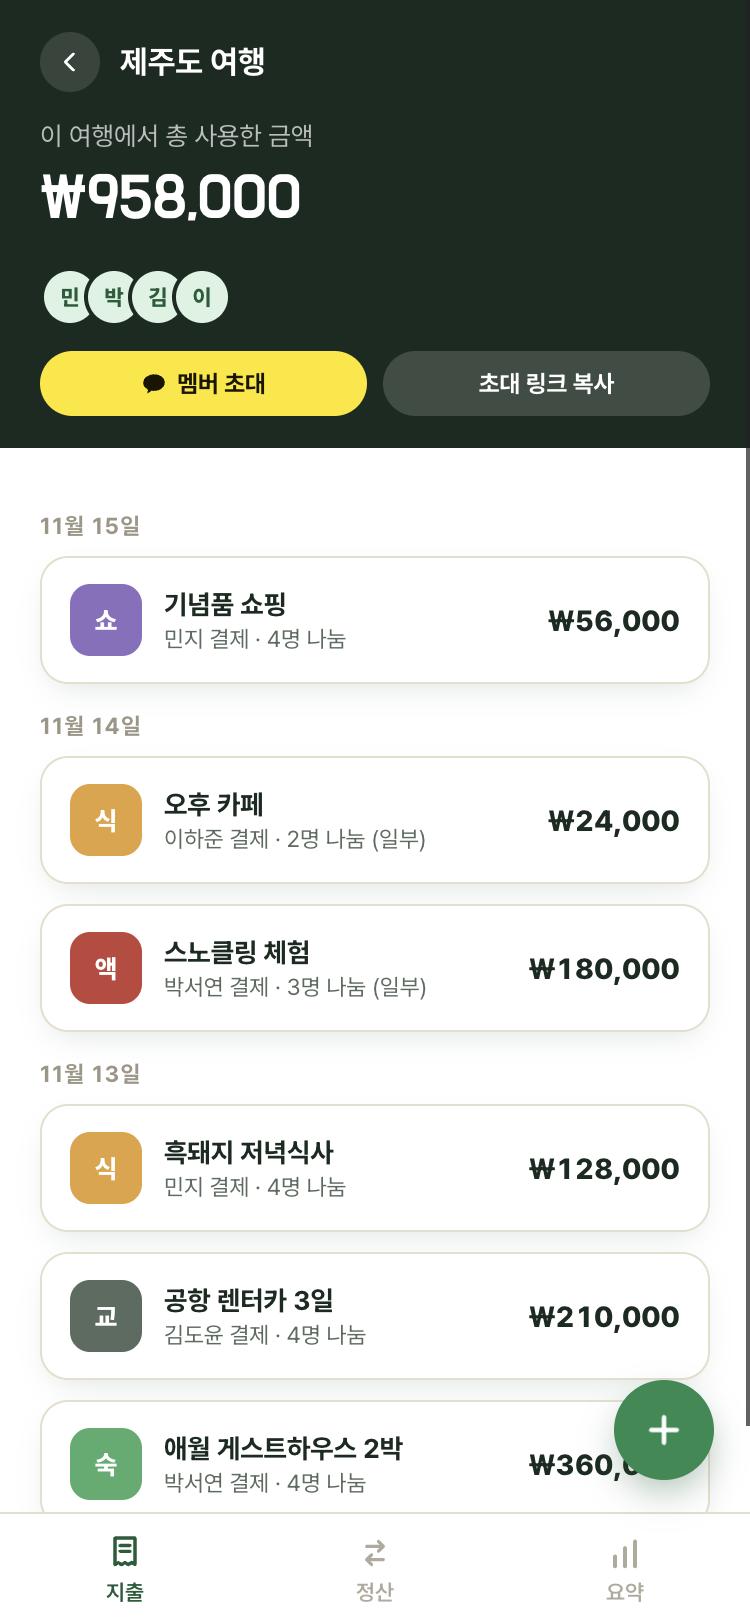 제주도 여행
이 여행에서 총 사용한 금액
₩958,000
민 박 김 이
멤버 초대
초대 링크 복사
11월 15일
쇼
기념품 쇼핑
민지 결제 · 4명 나눔
₩56,000
11월 14일
식
오후 카페
이하준 결제 · 2명 나눔 (일부)
₩24,000
액
스노클링 체험
박서연 결제 · 3명 나눔 (일부)
₩180,000
11월 13일
식
흑돼지 저녁식사
민지 결제 · 4명 나눔
₩128,000
교
공항 렌터카 3일
김도윤 결제 · 4명 나눔
₩210,000
숙
애월 게스트하우스 2박
박서연 결제 · 4명 나눔
₩360,
지출
정산
요약